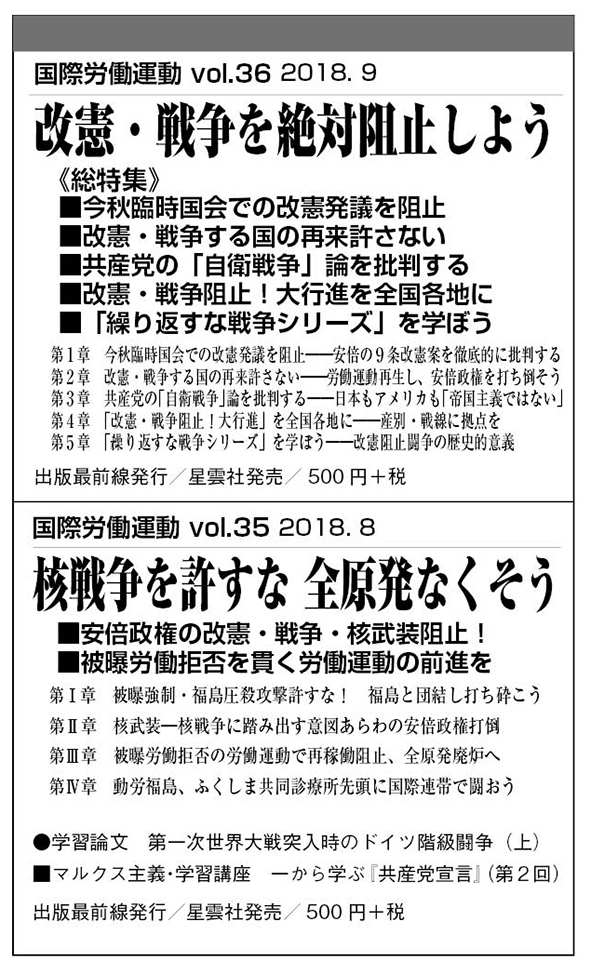 国際労働運動 vol.36 2018. 9
改憲・戦争を絶対阻止しよう
《総特集》
■今秋臨時国会での改憲発議を阻止
■改憲・戦争する国の再来許さない
■共産党の「自衛戦争」論を批判する
■改憲・戦争阻止！大行進を全国各地に
■「繰り返すな戦争シリーズ」を学ぼう
第1章　今秋臨時国会での改憲発議を阻止――安倍の９条改憲案を徹底的に批判する
第2章　改憲・戦争する国の再来許さない――労働運動再生し、安倍政権を打ち倒そう
第3章　共産党の「自衛戦争」論を批判する――日本もアメリカも「帝国主義ではない」
第4章　「改憲・戦争阻止！大行進」を全国各地に――産別・戦線に拠点を
第5章　「繰り返すな戦争シリーズ」を学ぼう――改憲阻止闘争の歴史的意義
出版最前線発行／星雲社発売／ 500 円＋税
国際労働運動 vol.35 2018. 8
核戦争を許すな 全原発なくそう
■安倍政権の改憲・戦争・核武装阻止！
■被曝労働拒否を貫く労働運動の前進を
第Ⅰ章　被曝強制・福島圧殺攻撃許すな！　福島と団結し打ち砕こう
第Ⅱ章　核武装―核戦争に踏み出す意図あらわの安倍政権打倒
第Ⅲ章　被曝労働拒否の労働運動で再稼働阻止、全原発廃炉へ
第Ⅳ章　動労福島、ふくしま共同診療所先頭に国際連帯で闘おう
●学習論文　第一次世界大戦突入時のドイツ階級闘争（上）
■マルクス主義・学習講座　一から学ぶ『共産党宣言』（第２回）
出版最前線発行／星雲社発売／ 500 円＋税